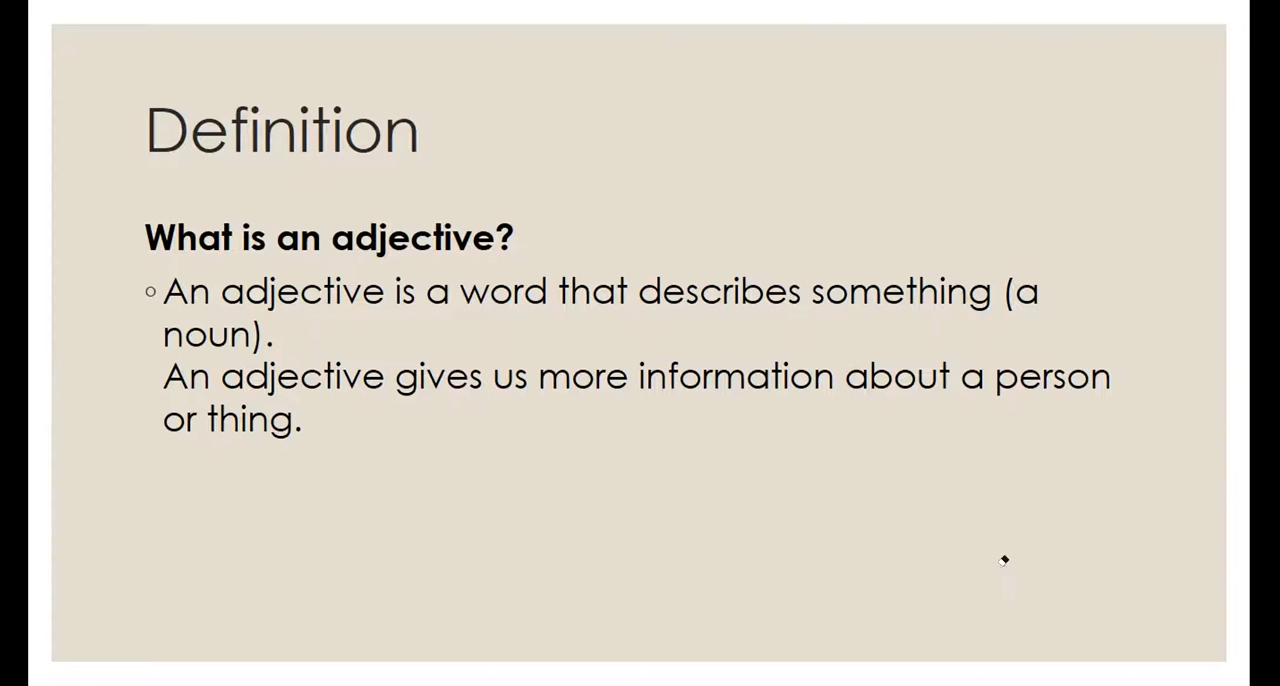 Definition
What is an adjective?
◦ An adjective is a word that describes something (a
noun).
An adjective gives us more information about a person
or thing.